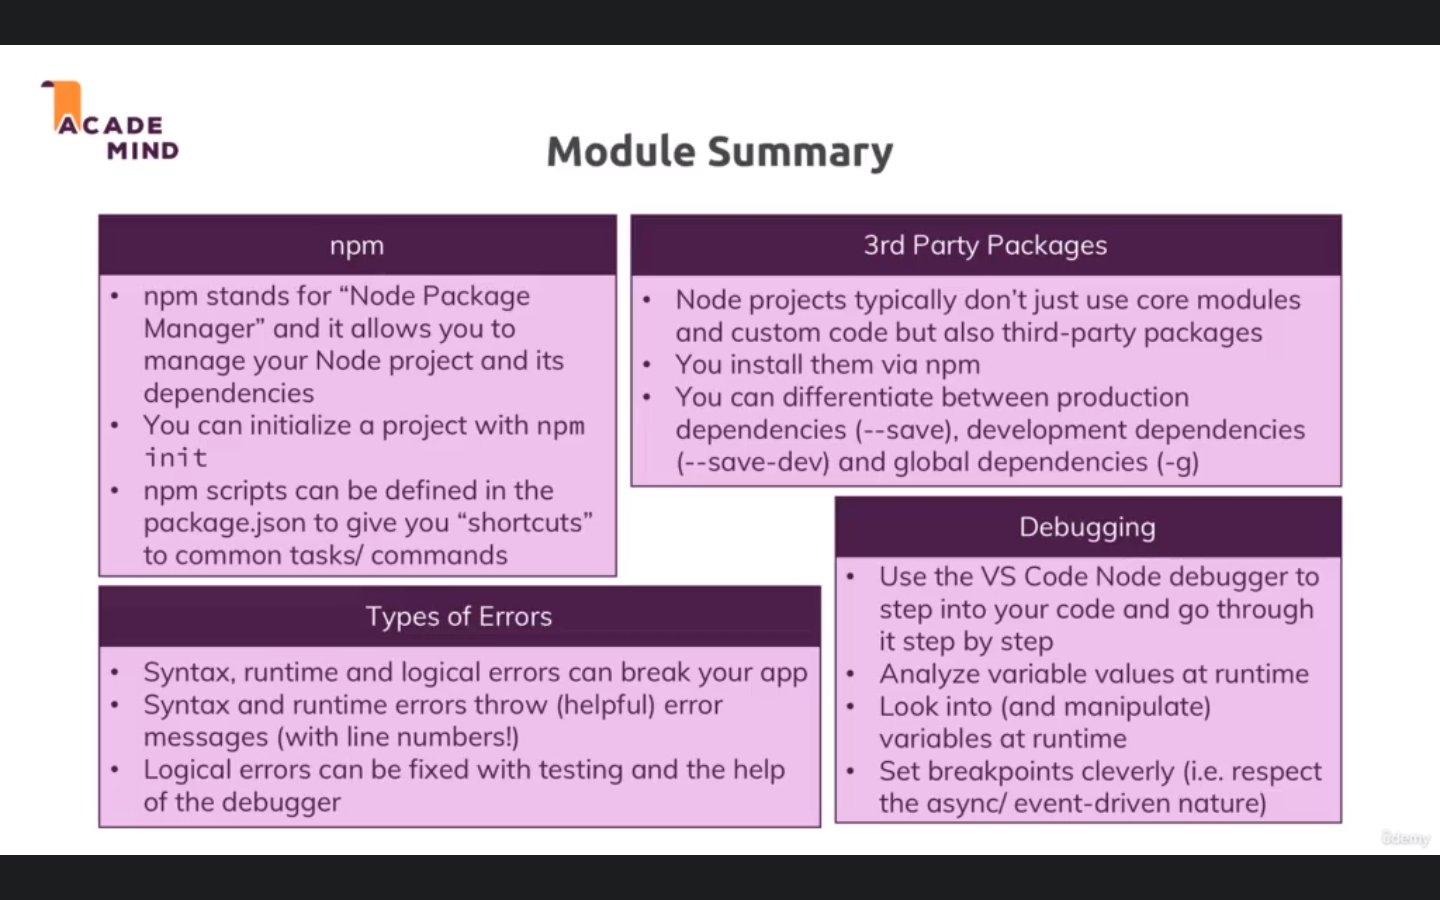 ACADE
MIND
Module Summary
npm
• npm stands for “Node Package
Manager” and it allows you to
manage your Node project and its
dependencies
• You can initialize a project with npm
init
• npm scripts can be defined in the
package.json to give you “shortcuts”
to common tasks/ commands
3rd Party Packages
• Node projects typically don’t just use core modules
and custom code but also third-party packages
• You install them via npm
• You can differentiate between production
dependencies (--save), development dependencies
(--save-dev) and global dependencies (-g)
Types of Errors
• Syntax, runtime and logical errors can break your app
• Syntax and runtime errors throw (helpful) error
messages (with line numbers!)
• Logical errors can be fixed with testing and the help
of the debugger
Debugging
• Use the VS Code Node debugger to
step into your code and go through
it step by step
• Analyze variable values at runtime
• Look into (and manipulate)
variables at runtime
• Set breakpoints cleverly (i.e. respect
the async/ event-driven nature)
ûdemy